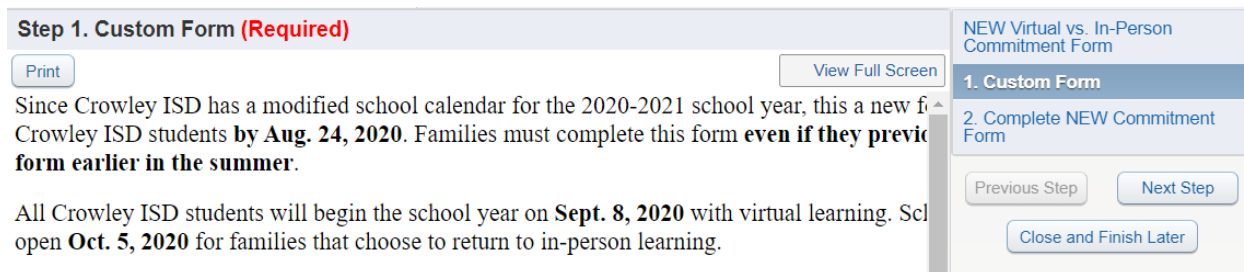 Step 1. Custom Form (Required)
Print
View Full Screen
Since Crowley ISD has a modified school calendar for the 2020-2021 school year, this a new
Crowley ISD students by Aug. 24, 2020. Families must complete this form even if they
form earlier in the summer.
All Crowley ISD students will begin the school year on Sept. 8, 2020 with virtual learning.
open Oct. 5, 2020 for families that choose to return to in-person learning.
NEW Virtual vs. In-Person
Commitment Form
1. Custom Form
2. Complete NEW Commitment
Form
Previous Step
Next Step
Close and Finish Later